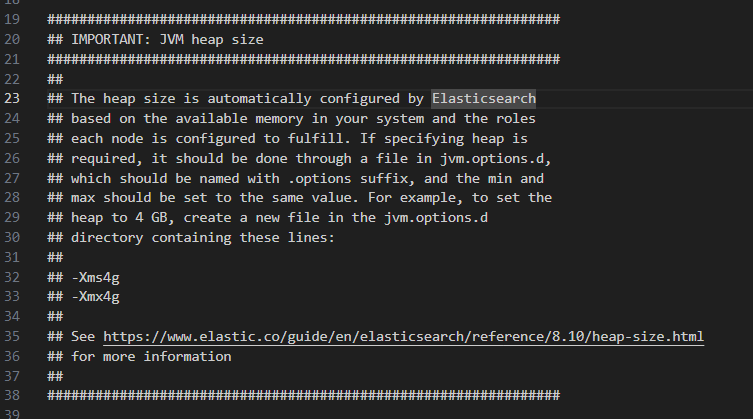 18
19 ################################################################
20 ## IMPORTANT: JVM heap size
21 ################################################################
22 ##
23 ## The heap size is automatically configured by Elasticsearch
24 ## based on the available memory in your system and the roles
25 ## each node is configured to fulfill. If specifying heap is
26 ## required, it should be done through a file in jvm.options.d,
27 ## which should be named with .options suffix, and the min and
28 ## max should be set to the same value. For example, to set the
29 ## heap to 4 GB, create a new file in the jvm.options.d
30 ## directory containing these lines:
31 ##
32 ## -Xms4g
33 ## -Xmx4g
34 ##
35 ## See https://www.elastic.co/guide/en/elasticsearch/reference/8.10/heap-size.html
36 ## for more information
37 ##
38 ################################################################
39